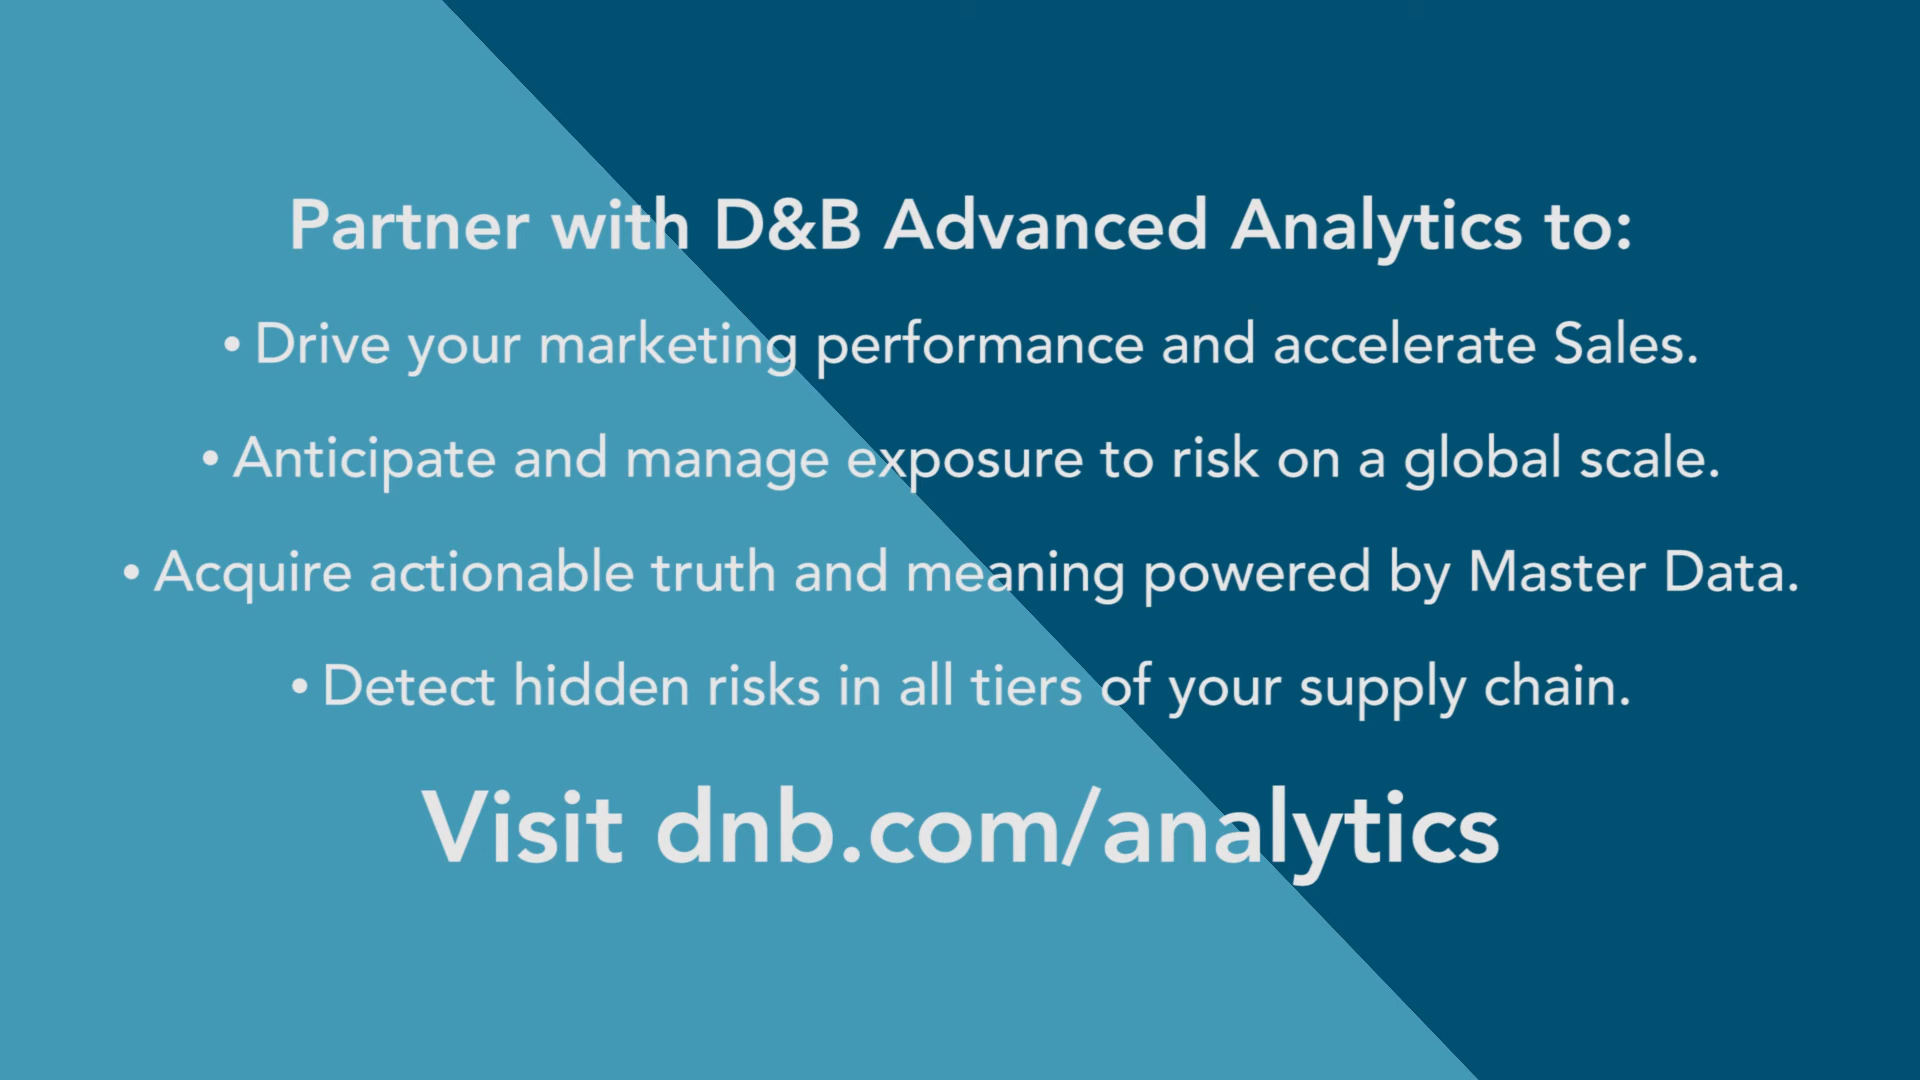 Partner with D&B Advanced Analytics to:
• Drive your marketing performance and accelerate Sales.
• Anticipate and manage exposure to risk on a global scale.
• Acquire actionable truth and meaning powered by Master Data.
• Detect hidden risks in all tiers of your supply chain.
Visit dnb.com/analytics